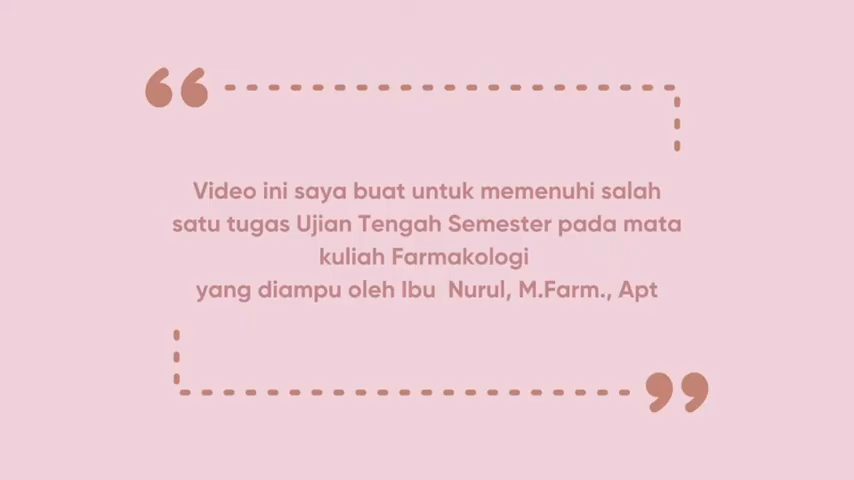 Video ini saya buat untuk memenuhi salah
satu tugas Ujian Tengah Semester pada mata
kuliah Farmakologi
yang diampu oleh Ibu  Nurul, M.Farm., Apt